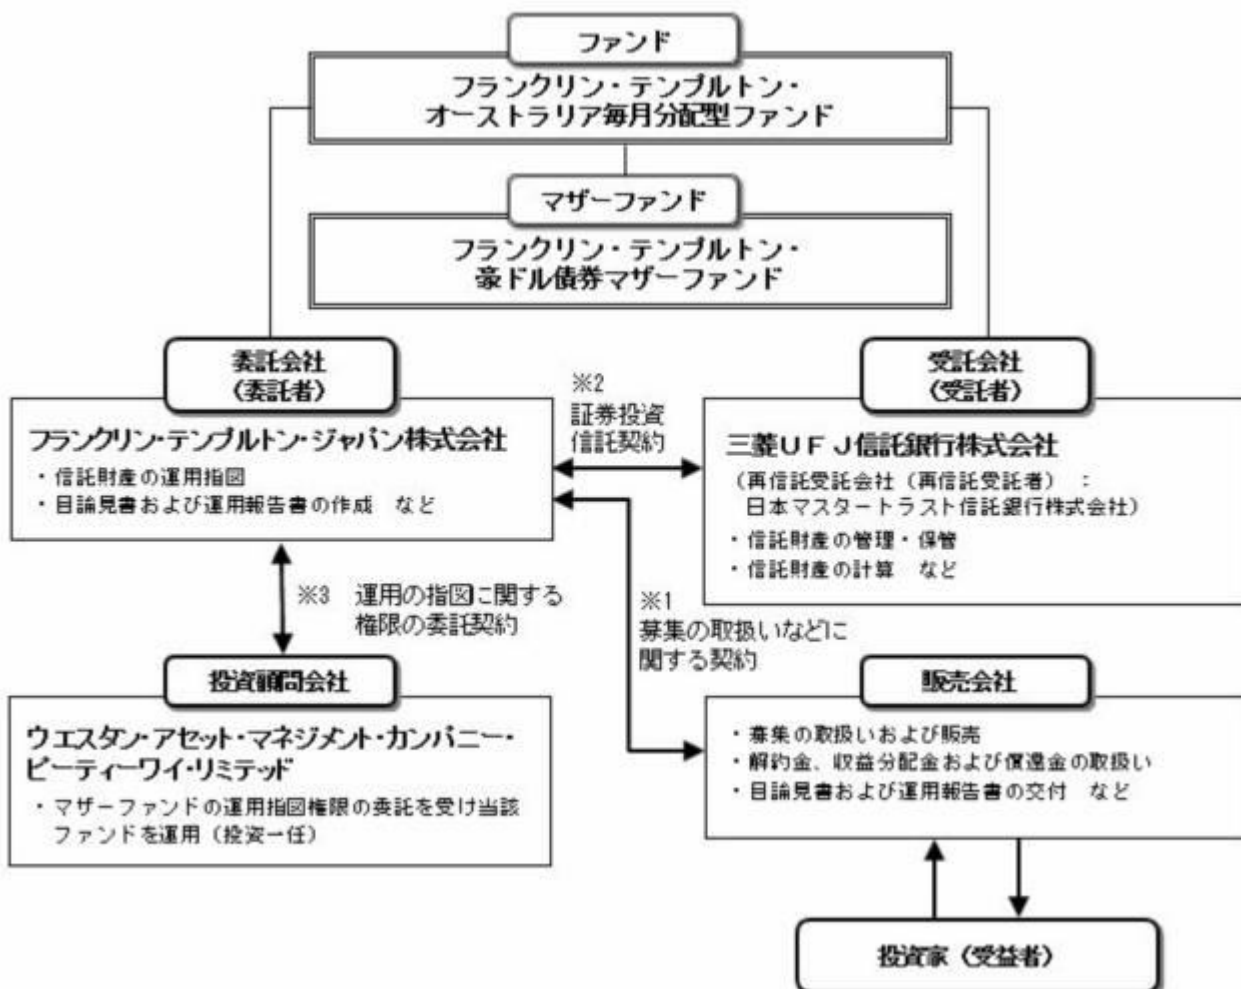 ファンド
フランクリン・テンプルトン・
オーストラリア毎月分配型ファンド
マザーファンド
フランクリン・テンプルトン・
豪ドル債券マザーファンド
委託会社
（委託者）
フランクリン・テンプルトン・ジャパン株式会社
・信託財産の運用指図
・目論見書および運用報告書の作成　など
※2
証券投資
信託契約
受託会社
（受託者）
三菱ＵＦＪ信託銀行株式会社
（再信託受託会社（再信託受託者）：
日本マスタートラスト信託銀行株式会社）
・信託財産の管理・保管
・信託財産の計算　など
※3　運用の指図に関する
権限の委託契約
※1
募集の取扱いなどに
関する契約
投資顧問会社
ウエスタン・アセット・マネジメント・カンパニー・
ピーティーワイ・リミテッド
・マザーファンドの運用指図権限の委託を受け当該
ファンドを運用（投資一任）
販売会社
・募集の取扱いおよび販売
・解約金、収益分配金および償還金の取扱い
・目論見書および運用報告書の交付　など
投資家（受益者）